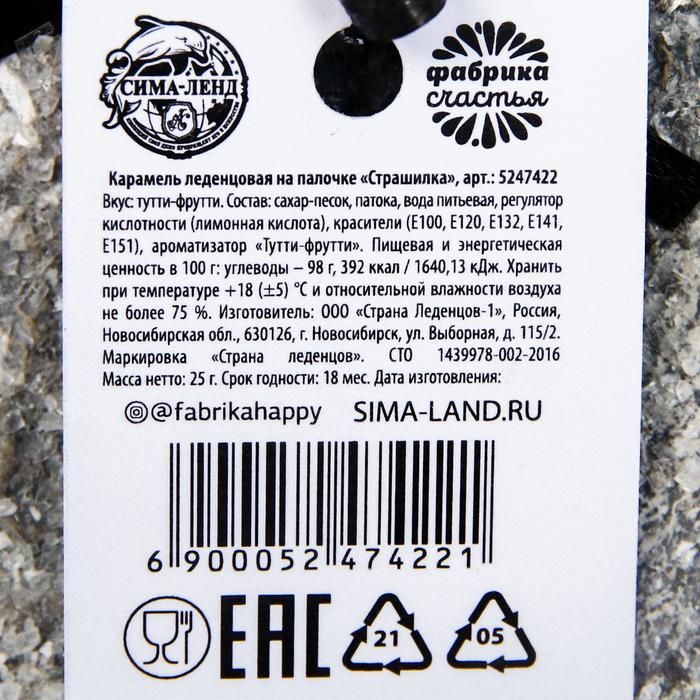 СИМА-ЛЕНД
фабрика
счастья
Карамель леденцовая на палочке «Страшилка», арт.: 5247422
Вкус: тутти-фрутти. Состав: сахар-песок, патока, вода питьевая, регулятор
кислотности (лимонная кислота), красители (Е100, Е120, Е132, Е141,
Е151), ароматизатор «Тутти-фрутти». Пищевая и энергетическая
ценность в 100 г: углеводы – 98 г, 392 ккал / 1640,13 кДж. Хранить
при температуре +18 (±5) °С и относительной влажности воздуха
не более 75 %. Изготовитель: ООО «Страна Леденцов-1», Россия,
Новосибирская обл., 630126, г. Новосибирск, ул. Выборная, д. 115/2.
Маркировка «Страна леденцов». СТО 1439978-002-2016
Масса нетто: 25 г. Срок годности: 18 мес. Дата изготовления:
@fabrikahappy SIMA-LAND.RU
6 900052 474221
EAC 21 05